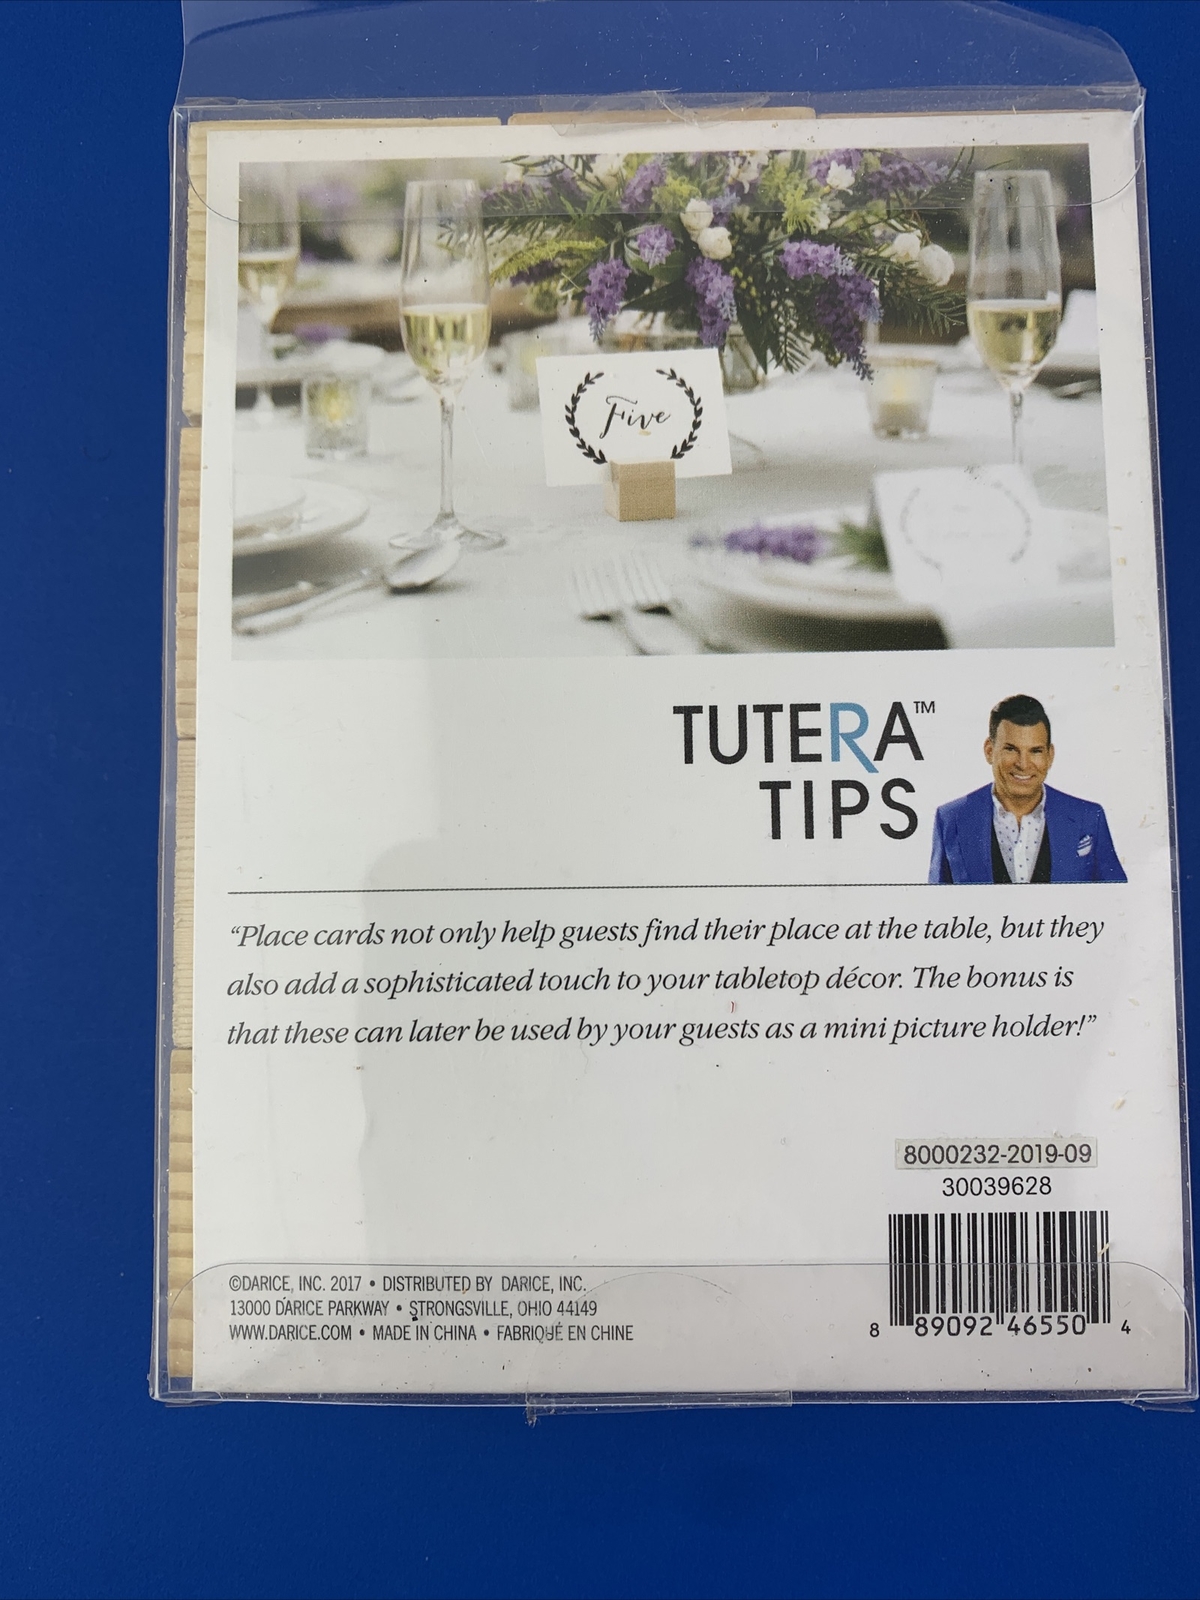 Five
TUTERA™
TIPS
“Place cards not only help guests find their place at the table, but they
also add a sophisticated touch to your tabletop décor. The bonus is
that these can later be used by your guests as a mini picture holder!”
8000232-2019-09
30039628
©DARICE, INC. 2017 • DISTRIBUTED BY DARICE, INC.
13000 DARICE PARKWAY • STRONGSVILLE, OHIO 44149
WWW.DARICE.COM • MADE IN CHINA • FABRIQUÉ EN CHINE
8 89092 46550 4